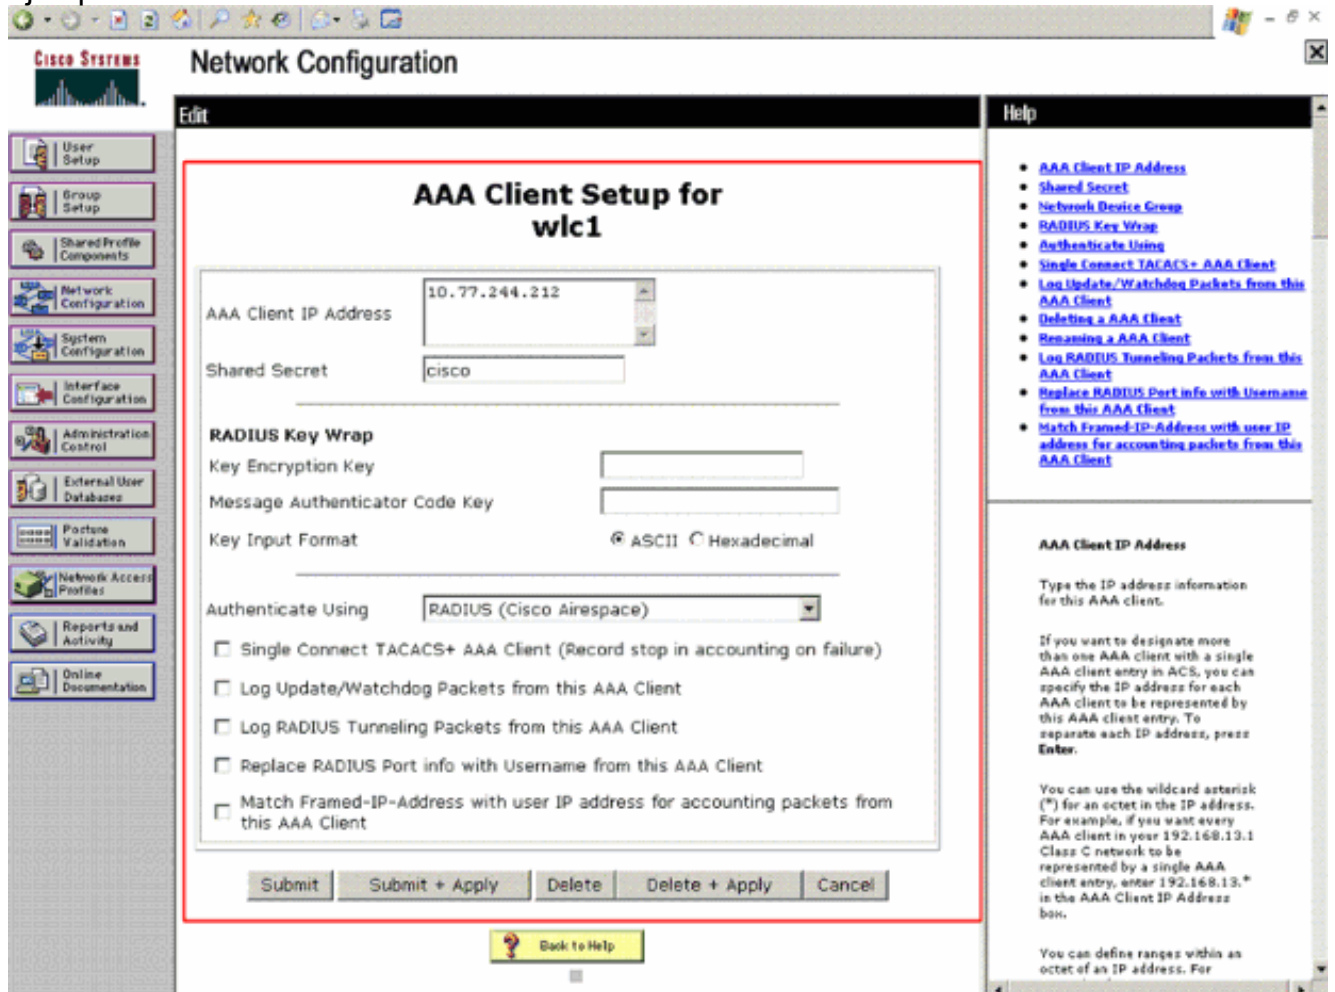 Cisco Systems
Network Configuration
Edit
User
Setup
Group
Setup
Shared Profile
Components
Network
Configuration
System
Configuration
Interface
Configuration
Administration
Control
External User
Databases
Posture
Validation
Network Access
Profiles
Reports and
Activity
Online
Documentation
AAA Client Setup for
wlc1
AAA Client IP Address
10.77.244.212
Shared Secret
cisco
RADIUS Key Wrap
Key Encryption Key
Message Authenticator Code Key
Key Input Format
ASCII Hexadecimal
Authenticate Using
RADIUS (Cisco Airespace)
Single Connect TACACS+ AAA Client (Record stop in accounting on failure)
Log Update/Watchdog Packets from this AAA Client
Log RADIUS Tunneling Packets from this AAA Client
Replace RADIUS Port info with Username from this AAA Client
Match Framed-IP-Address with user IP address for accounting packets from
this AAA Client
Submit Submit + Apply Delete Delete + Apply Cancel
Back to Help
Help
AAA Client IP Address
Shared Secret
Network Device Group
RADIUS Key Wrap
Authenticate Using
Single Connect TACACS+ AAA Client
Log Update/Watchdog Packets from this
AAA Client
Deleting a AAA Client
Renaming a AAA Client
Log RADIUS Tunneling Packets from this
AAA Client
Replace RADIUS Port info with Username
from this AAA Client
Match Framed-IP-Address with user IP
address for accounting packets from this
AAA Client
AAA Client IP Address
Type the IP address information
for this AAA client.
If you want to designate more
than one AAA client with a single
AAA client entry in ACS, you can
specify the IP address for each
AAA client to be represented by
this AAA client entry. To
separate each IP address, press
Enter.
You can use the wildcard asterisk
(*) for an octet in the IP address.
For example, if you want every
AAA client in your 192.168.13.1
Class C network to be
represented by a single AAA
client entry, enter 192.168.13.*
in the AAA Client IP Address
box.
You can define ranges within an
octet of an IP address. For